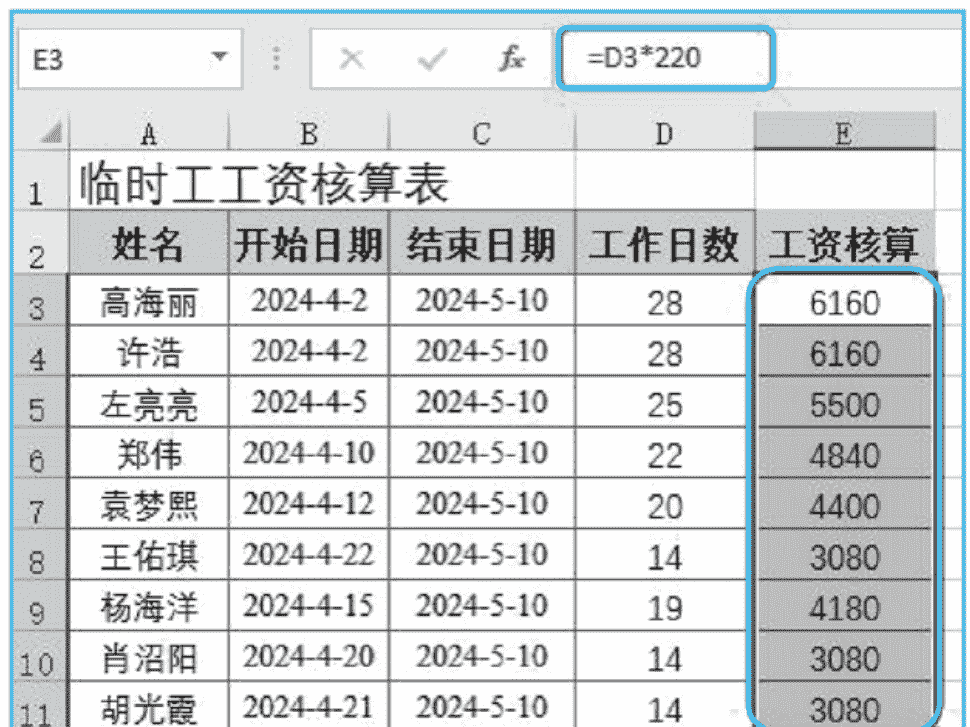 E3 fx =D3*220
A B C D E
1 临时工工资核算表
2 姓名 开始日期 结束日期 工作日数 工资核算
3 高海丽 2024-4-2 2024-5-10 28 6160
4 许浩 2024-4-2 2024-5-10 28 6160
5 左亮亮 2024-4-5 2024-5-10 25 5500
6 郑伟 2024-4-10 2024-5-10 22 4840
7 袁梦熙 2024-4-12 2024-5-10 20 4400
8 王佑琪 2024-4-22 2024-5-10 14 3080
9 杨海洋 2024-4-15 2024-5-10 19 4180
10 肖沼阳 2024-4-20 2024-5-10 14 3080
11 胡光霞 2024-4-21 2024-5-10 14 3080